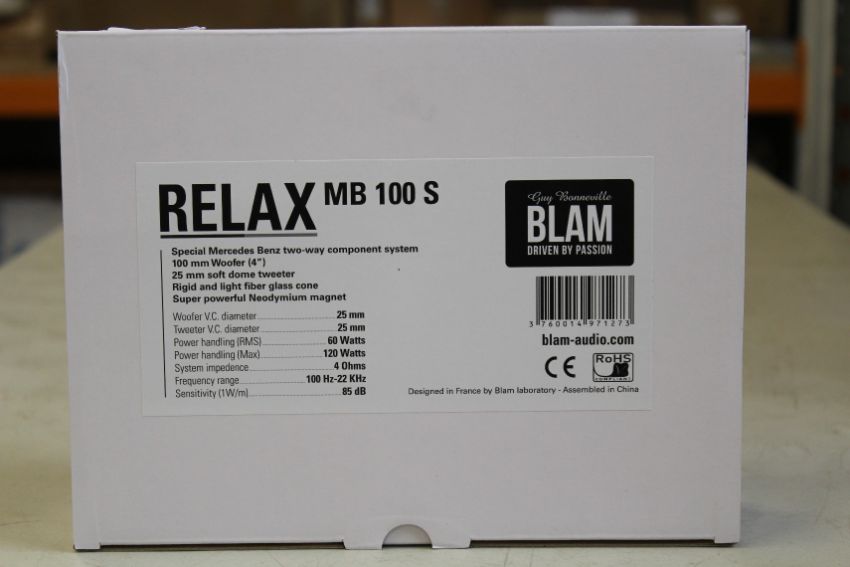 RELAX MB 100 S
Special Mercedes Benz two-way component system
100 mm Woofer (4")
25 mm soft dome tweeter
Rigid and light fiber glass cone
Super powerful Neodymium magnet
Woofer V.C. diameter 25 mm
Tweeter V.C. diameter 25 mm
Power handling (RMS) 60 Watts
Power handling (Max) 120 Watts
System impedence 4 Ohms
Frequency range 100 Hz-22 KHz
Sensitivity (1W/m) 85 dB
Guy Bonneville
BLAM
DRIVEN BY PASSION
3 760014 971273
blam-audio.com
CE
RoHS
COMPLIANT
Designed in France by Blam laboratory - Assembled in China